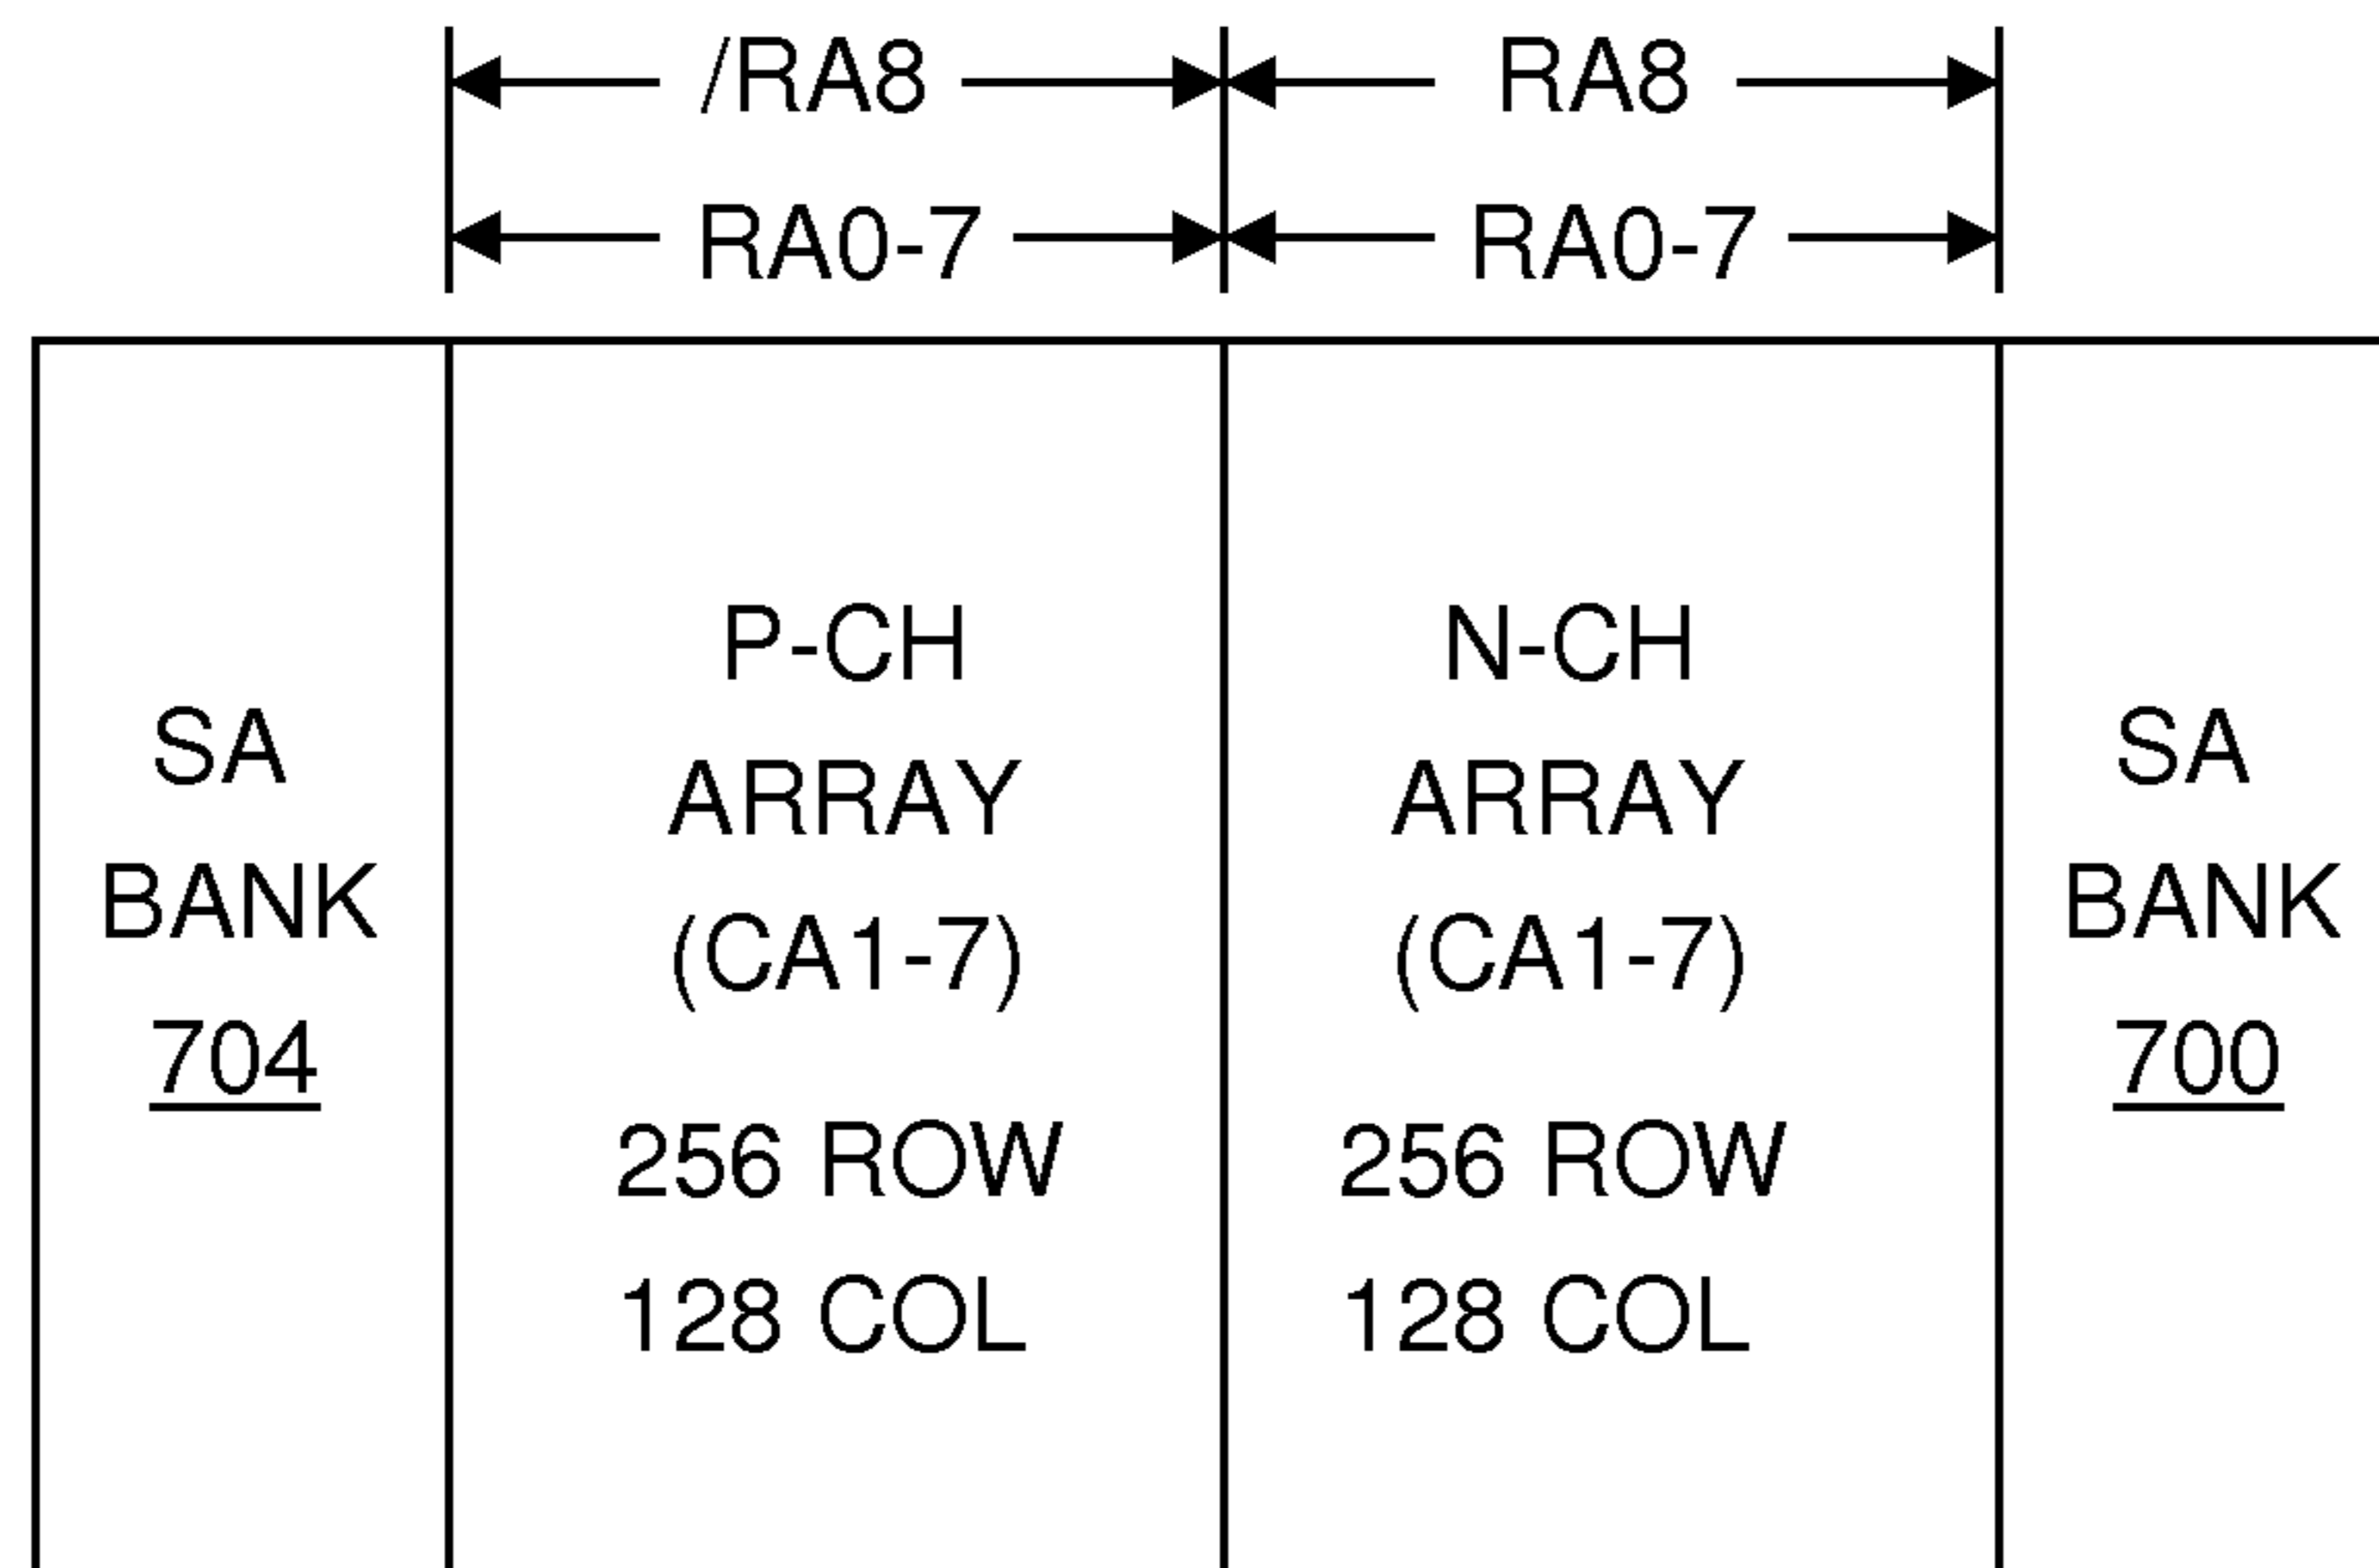 /RA8
RA8
RA0-7
RA0-7
SA
BANK
704
P-CH
ARRAY
(CA1-7)
256 ROW
128 COL
N-CH
ARRAY
(CA1-7)
256 ROW
128 COL
SA
BANK
700